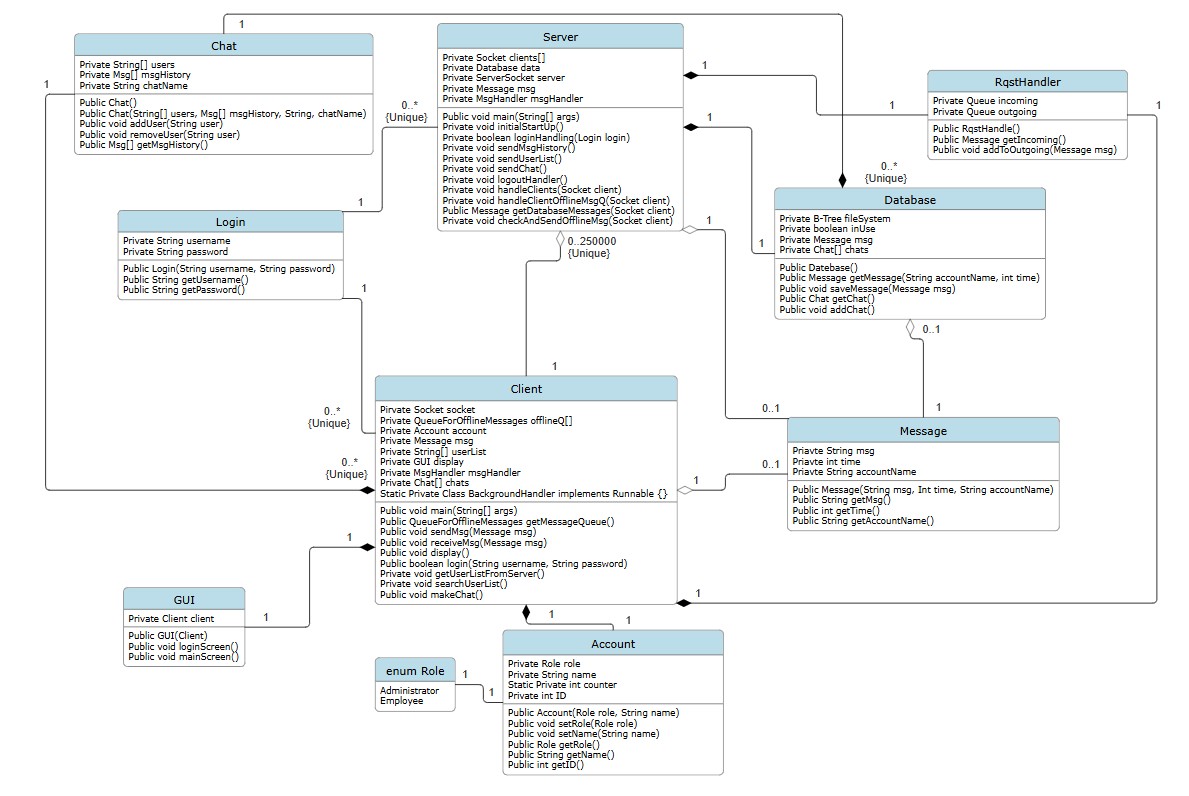 1
Chat
Private String[] users
Private Msg[] msgHistory
Private String chatName
Public Chat()
Public Chat(String[] users, Msg[] msgHistory, String, chatName)
Public void addUser(String user)
Public void removeUser(String user)
Public Msg[] getMsgHistory()
1
Server
Private Socket clients[]
Private Database data
Private ServerSocket server
Private Message msg
Private MsgHandler msgHandler
Public void main(String[] args)
Private void initialStartUp()
Private boolean loginHandling(Login login)
Private void sendMsgHistory()
Private void sendUserList()
Private void sendChat()
Private void logoutHandler()
Private void handleClients(Socket client)
Private void handleClientOfflineMsgQ(Socket client)
Public Message getDatabaseMessages(Socket client)
Private void checkAndSendOfflineMsg(Socket client)
0..*
{Unique}
1
1
1
1
RqstHandler
Private Queue incoming
Private Queue outgoing
Public RqstHandle()
Public Message getIncoming()
Public void addToOutgoing(Message msg)
1
0..*
{Unique}
Database
Private B-Tree fileSystem
Private boolean inUse
Private Message msg
Private Chat[] chats
Public Datebase()
Public Message getMessage(String accountName, int time)
Public void saveMessage(Message msg)
Public Chat getChat()
Public void addChat()
1
1
0..250000
{Unique}
Login
Private String username
Private String password
Public Login(String username, String password)
Public String getUsername()
Public String getPassword()
1
1
0..1
1
0..1
0..1
1
Message
Priavte String msg
Priavte int time
Private String accountName
Public Message(String msg, Int time, String accountName)
Public String getMsg()
Public int getTime()
Public String getAccountName()
1
0..*
{Unique}
0..*
{Unique}
Client
Pirvate Socket socket
Private QueueForOfflineMessages offlineQ[]
Private Account account
Private Message msg
Private String[] userList
Private GUI display
Private MsgHandler msgHandler
Private Chat[] chats
Static Private Class BackgroundHandler implements Runnable {}
Public void main(String[] args)
Public QueueForOfflineMessages getMessageQueue()
Public void sendMsg(Message msg)
Public void receiveMsg(Message msg)
Public void display()
Public boolean login(String username, String password)
Private void getUserListFromServer()
Private void searchUserList()
Public void makeChat()
1
1
GUI
Private Client client
Public GUI(Client)
Public void loginScreen()
Public void mainScreen()
1
1
1
Account
Private Role role
Private String name
Static Private int counter
Private int ID
Public Account(Role role, String name)
Public void setRole(Role role)
Public void setName(String name)
Public Role getRole()
Public String getName()
Public int getID()
enum Role
Administrator
Employee
1
1